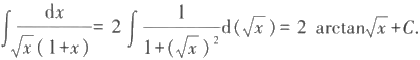 ∫ dx / (√x (1+x)) = 2 ∫ 1 / (1+(√x)²) d(√x) = 2 arctan√x + C.